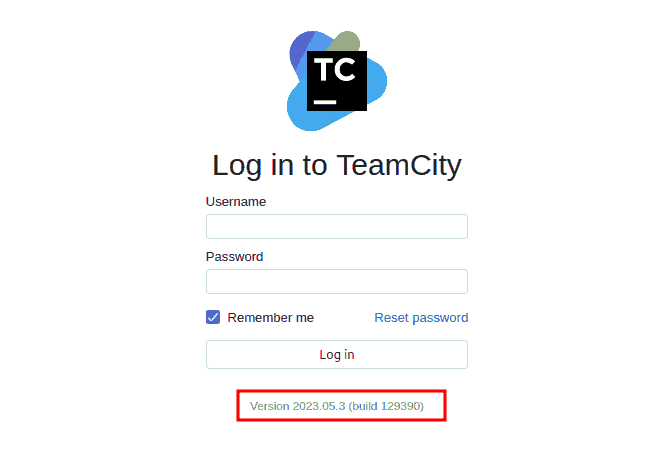 TC
Log in to TeamCity
Username
Password
Remember me Reset password
Log in
Version 2023.05.3 (build 129390)